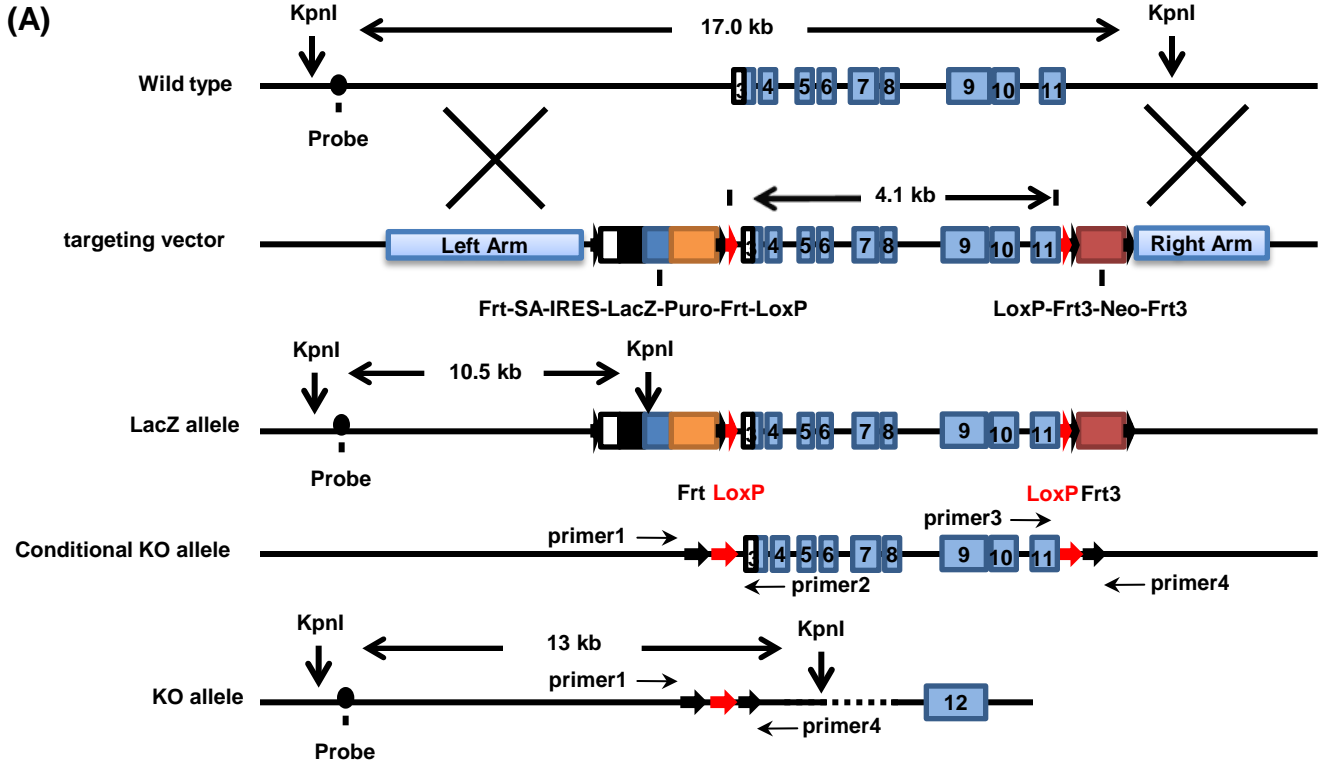 (A)
KpnI
17.0 kb
KpnI
Wild type
3 4 5 6 7 8 9 10 11
Probe
4.1 kb
targeting vector
Left Arm
3 4 5 6 7 8 9 10 11
Right Arm
Frt-SA-IRES-LacZ-Puro-Frt-LoxP
LoxP-Frt3-Neo-Frt3
KpnI
10.5 kb
KpnI
LacZ allele
3 4 5 6 7 8 9 10 11
Probe
Frt LoxP
LoxP Frt3
primer1
primer3
Conditional KO allele
3 4 5 6 7 8 9 10 11
primer2
primer4
KpnI
13 kb
KpnI
primer1
KO allele
12
primer4
Probe